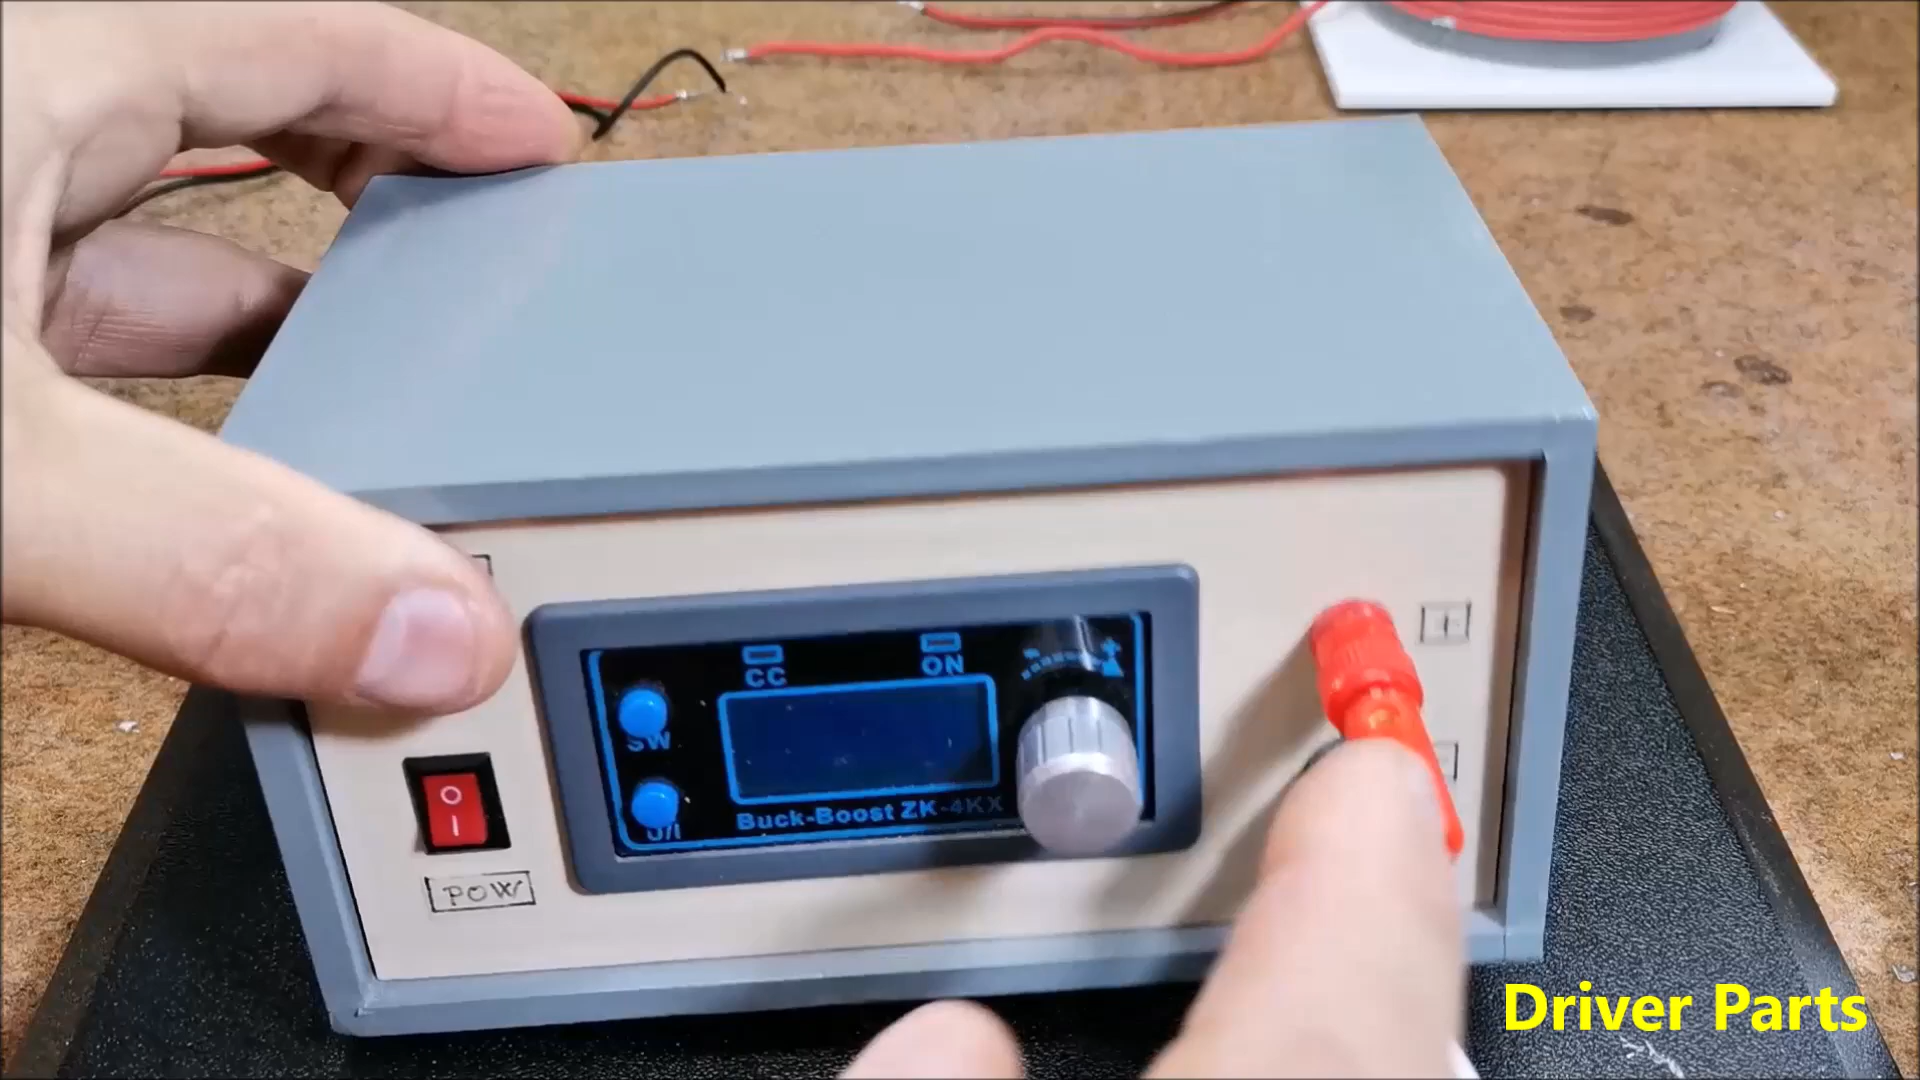 CC
ON
SW
U/I
Buck-Boost ZK-4KX
O
I
POW
+
-
Driver Parts